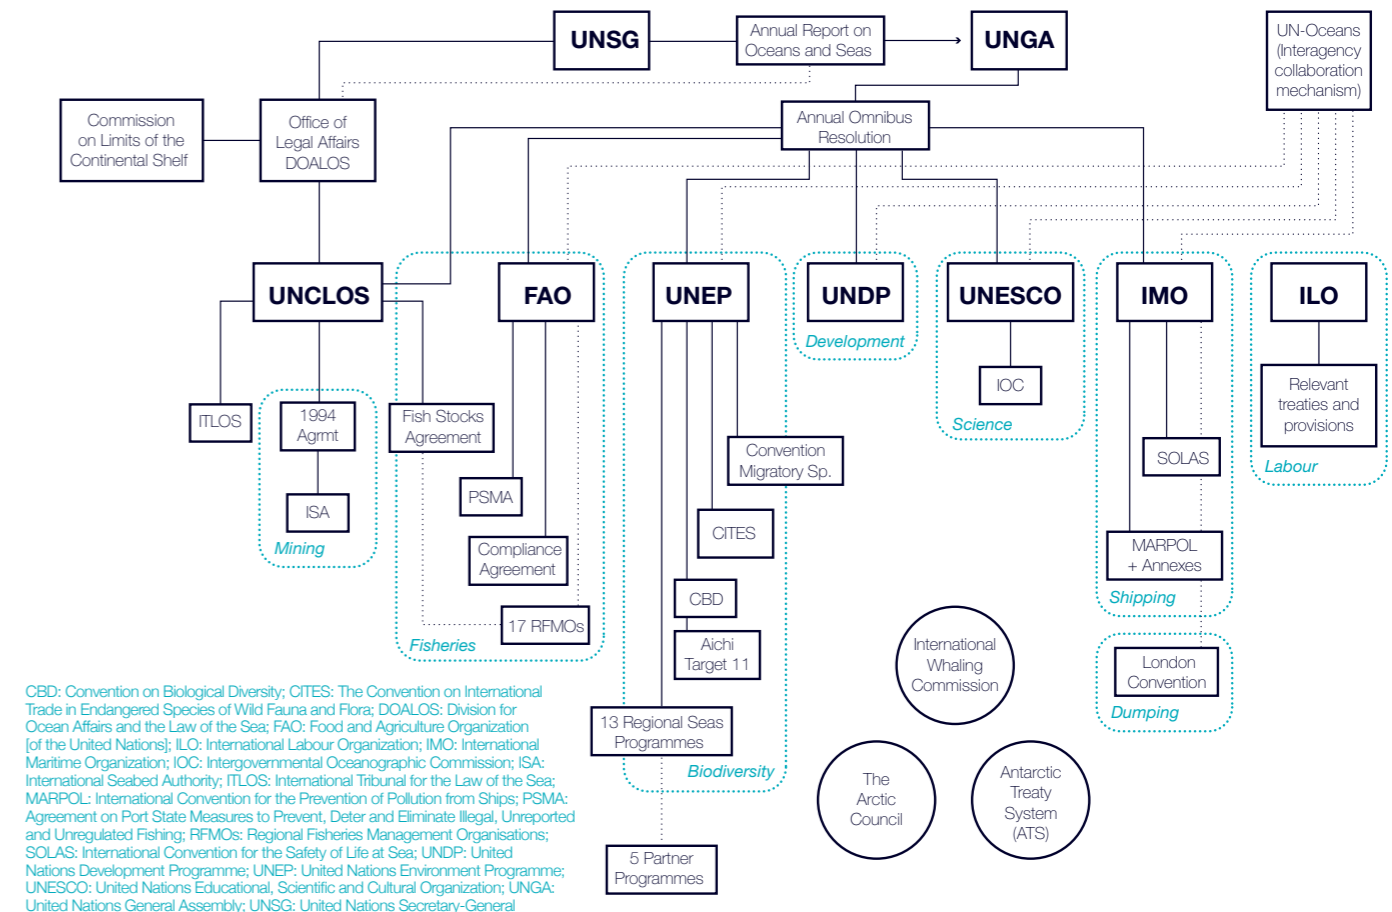 UNSG
Annual Report on
Oceans and Seas
UNGA
UN-Oceans
(Interagency
collaboration
mechanism)
Commission
on Limits of the
Continental Shelf
Office of
Legal Affairs
DOALOS
Annual Omnibus
Resolution
UNCLOS
FAO
UNEP
UNDP
UNESCO
IMO
ILO
Development
IOC
Science
Relevant
treaties and
provisions
Labour
ITLOS
1994
Agrmt
ISA
Mining
Fish Stocks
Agreement
PSMA
Compliance
Agreement
17 RFMOs
Fisheries
Convention
Migratory Sp.
CITES
CBD
Aichi
Target 11
13 Regional Seas
Programmes
Biodiversity
5 Partner
Programmes
SOLAS
MARPOL
+ Annexes
Shipping
London
Convention
Dumping
International
Whaling
Commission
The
Arctic
Council
Antarctic
Treaty
System
(ATS)
CBD: Convention on Biological Diversity; CITES: The Convention on International
Trade in Endangered Species of Wild Fauna and Flora; DOALOS: Division for
Ocean Affairs and the Law of the Sea; FAO: Food and Agriculture Organization
[of the United Nations]; ILO: International Labour Organization; IMO: International
Maritime Organization; IOC: Intergovernmental Oceanographic Commission; ISA:
International Seabed Authority; ITLOS: International Tribunal for the Law of the Sea;
MARPOL: International Convention for the Prevention of Pollution from Ships; PSMA:
Agreement on Port State Measures to Prevent, Deter and Eliminate Illegal, Unreported
and Unregulated Fishing; RFMOs: Regional Fisheries Management Organisations;
SOLAS: International Convention for the Safety of Life at Sea; UNDP: United
Nations Development Programme; UNEP: United Nations Environment Programme;
UNESCO: United Nations Educational, Scientific and Cultural Organization; UNGA:
United Nations General Assembly; UNSG: United Nations Secretary-General